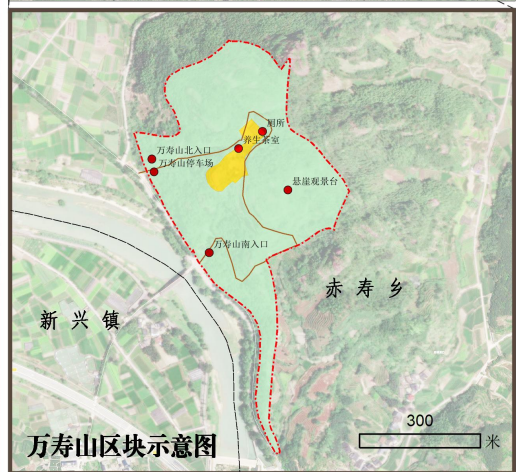 厕所
养生茶室
万寿山北入口
万寿山停车场
悬崖观景台
万寿山南入口
赤寿乡
新兴镇
300
米
万寿山区块示意图